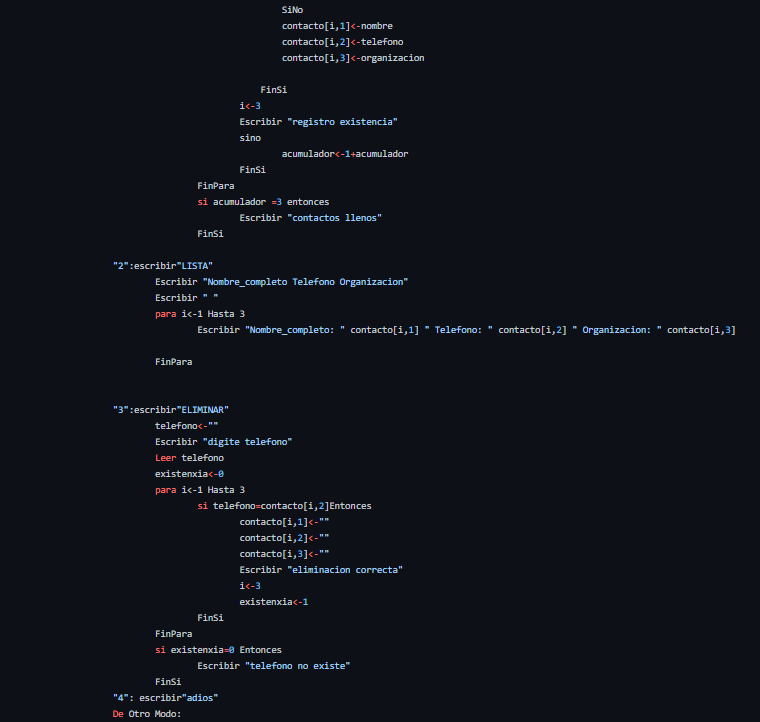 SiNo
contacto[i,1]<-nombre
contacto[i,2]<-telefono
contacto[i,3]<-organizacion
FinSi
i<-3
Escribir "registro existencia"
sino
acumulador<-1+acumulador
FinSi
FinPara
si acumulador =3 entonces
Escribir "contactos llenos"
FinSi
"2":escribir"LISTA"
Escribir "Nombre_completo Telefono Organizacion"
Escribir " "
para i<-1 Hasta 3
Escribir "Nombre_completo: " contacto[i,1] " Telefono: " contacto[i,2] " Organizacion: " contacto[i,3]
FinPara
"3":escribir"ELIMINAR"
telefono<-""
Escribir "digite telefono"
Leer telefono
existenxia<-0
para i<-1 Hasta 3
si telefono=contacto[i,2]Entonces
contacto[i,1]<-""
contacto[i,2]<-""
contacto[i,3]<-""
Escribir "eliminacion correcta"
i<-3
existenxia<-1
FinSi
FinPara
si existenxia=0 Entonces
Escribir "telefono no existe"
FinSi
"4": escribir"adios"
De Otro Modo: